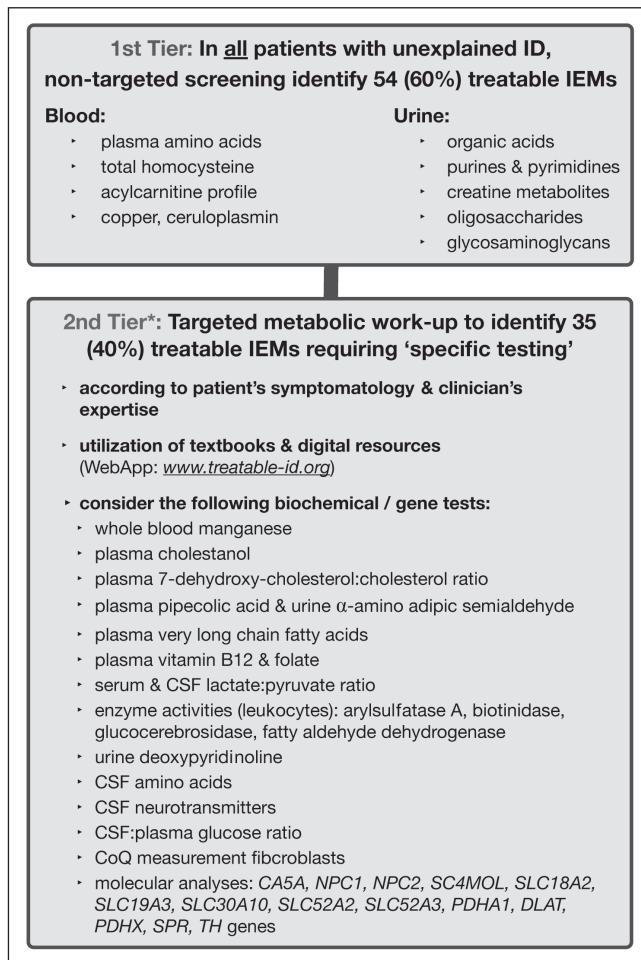 1st Tier: In all patients with unexplained ID,
non-targeted screening identify 54 (60%) treatable IEMs
Blood:
‣ plasma amino acids
‣ total homocysteine
‣ acylcarnitine profile
‣ copper, ceruloplasmin
Urine:
‣ organic acids
‣ purines & pyrimidines
‣ creatine metabolites
‣ oligosaccharides
‣ glycosaminoglycans
2nd Tier*: Targeted metabolic work-up to identify 35
(40%) treatable IEMs requiring ‘specific testing’
‣ according to patient’s symptomatology & clinician’s
expertise
‣ utilization of textbooks & digital resources
(WebApp: www.treatable-id.org)
‣ consider the following biochemical / gene tests:
‣ whole blood manganese
‣ plasma cholestanol
‣ plasma 7-dehydroxy-cholesterol:cholesterol ratio
‣ plasma pipecolic acid & urine α-amino adipic semialdehyde
‣ plasma very long chain fatty acids
‣ plasma vitamin B12 & folate
‣ serum & CSF lactate:pyruvate ratio
‣ enzyme activities (leukocytes): arylsulfatase A, biotinidase,
glucocerebrosidase, fatty aldehyde dehydrogenase
‣ urine deoxypyridinoline
‣ CSF amino acids
‣ CSF neurotransmitters
‣ CSF:plasma glucose ratio
‣ CoQ measurement fibcroblasts
‣ molecular analyses: CA5A, NPC1, NPC2, SC4MOL, SLC18A2,
SLC19A3, SLC30A10, SLC52A2, SLC52A3, PDHA1, DLAT,
PDHX, SPR, TH genes